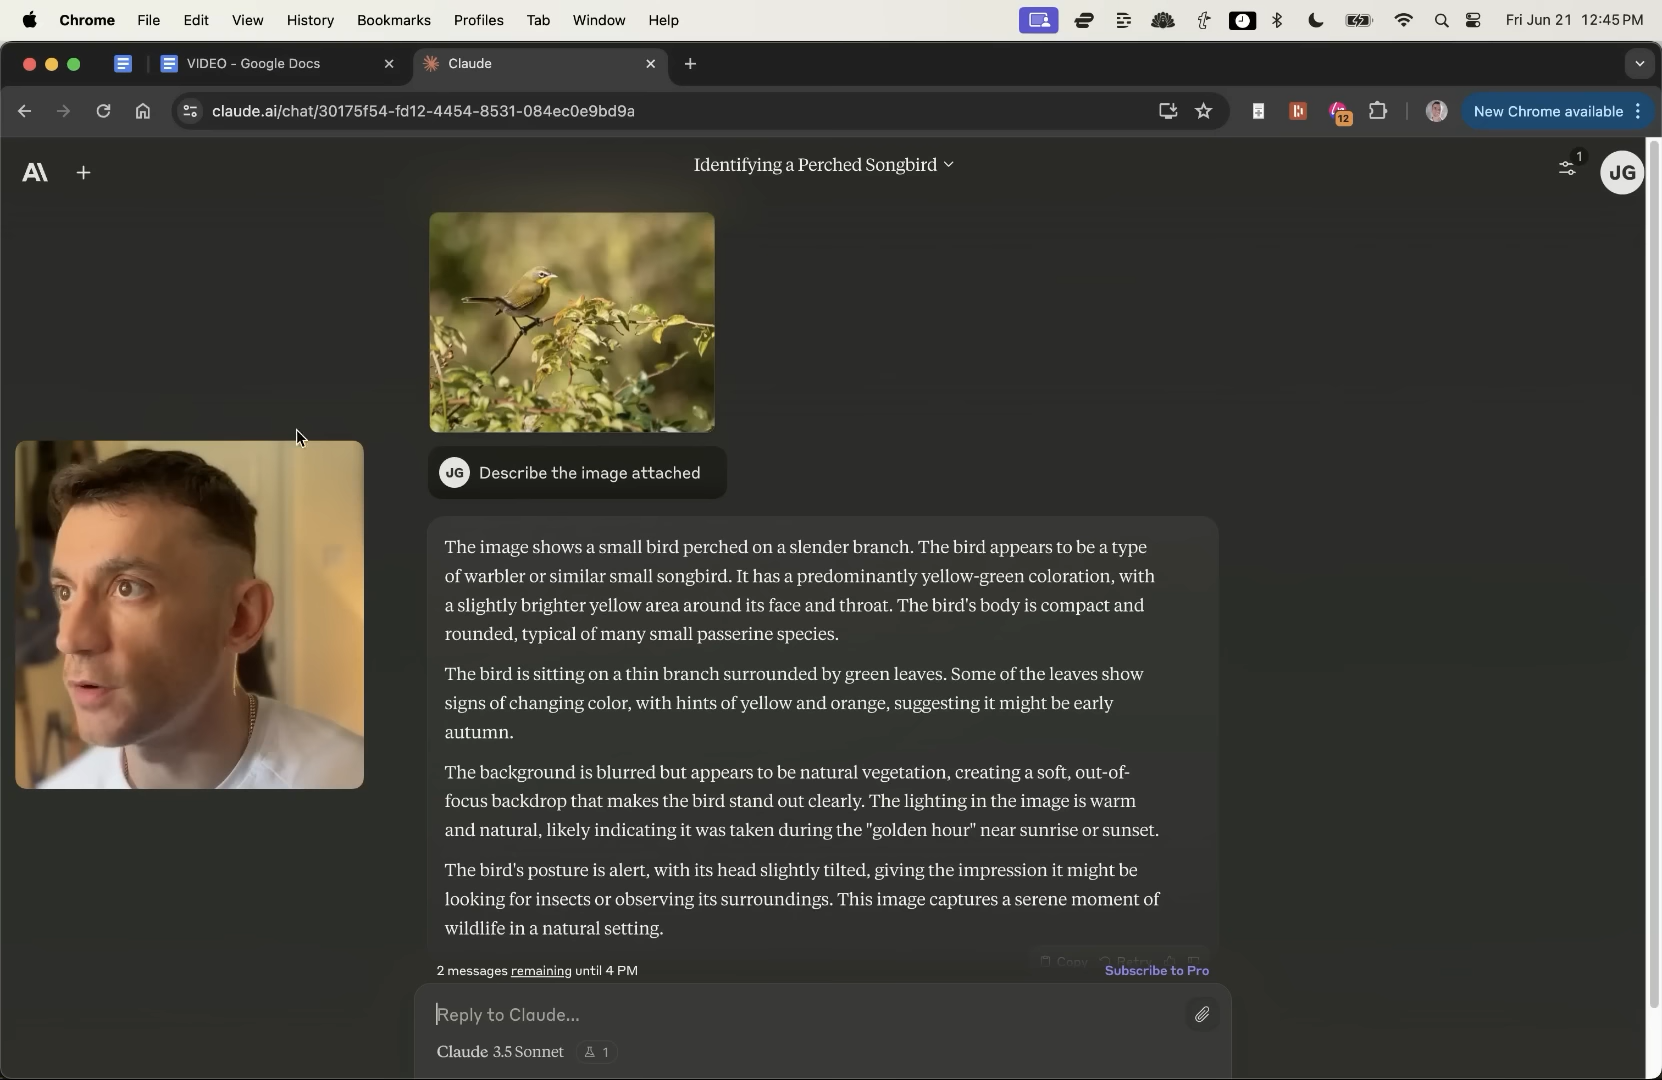 Chrome File Edit View History Bookmarks Profiles Tab Window Help Fri Jun 21 12:45 PM
VIDEO - Google Docs Claude
claude.ai/chat/30175f54-fd12-4454-8531-084ec0e9bd9a 12 New Chrome available
A\ Identifying a Perched Songbird 1 JG
JG Describe the image attached
The image shows a small bird perched on a slender branch. The bird appears to be a type
of warbler or similar small songbird. It has a predominantly yellow-green coloration, with
a slightly brighter yellow area around its face and throat. The bird's body is compact and
rounded, typical of many small passerine species.
The bird is sitting on a thin branch surrounded by green leaves. Some of the leaves show
signs of changing color, with hints of yellow and orange, suggesting it might be early
autumn.
The background is blurred but appears to be natural vegetation, creating a soft, out-of-
focus backdrop that makes the bird stand out clearly. The lighting in the image is warm
and natural, likely indicating it was taken during the "golden hour" near sunrise or sunset.
The bird's posture is alert, with its head slightly tilted, giving the impression it might be
looking for insects or observing its surroundings. This image captures a serene moment of
wildlife in a natural setting.
Copy Retry
2 messages remaining until 4 PM Subscribe to Pro
Reply to Claude...
Claude 3.5 Sonnet 1